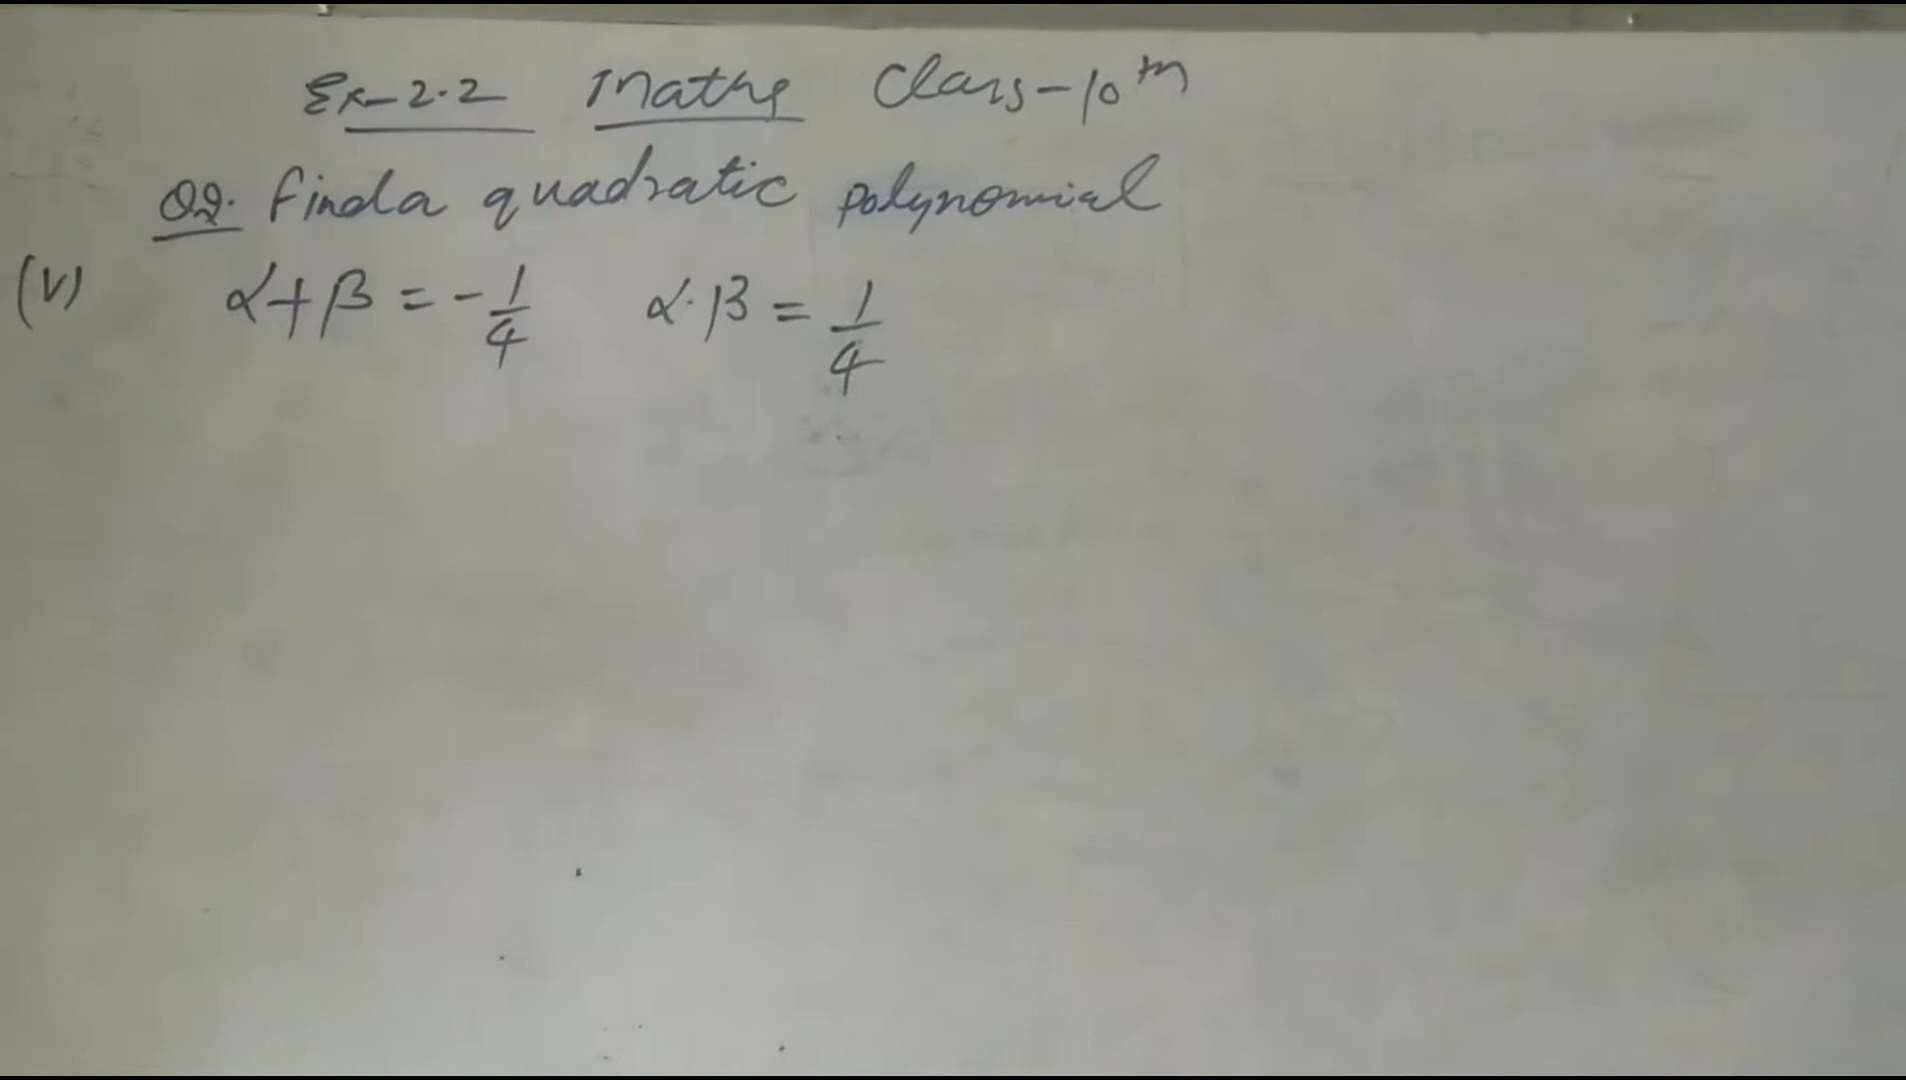 Ex-2.2 Maths Class-10th
Q2. find a quadratic polynomial
(V) α+β = -1/4 α.β = 1/4